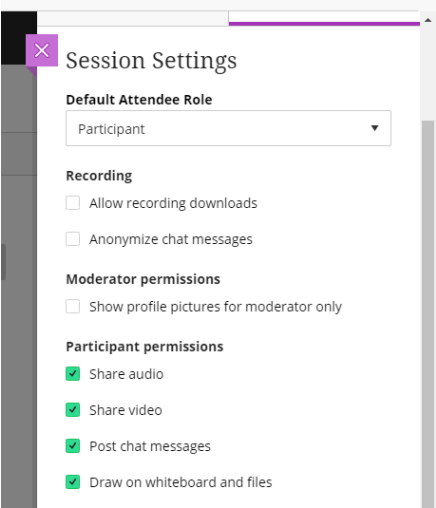 Session Settings
Default Attendee Role
Participant
Recording
Allow recording downloads
Anonymize chat messages
Moderator permissions
Show profile pictures for moderator only
Participant permissions
Share audio
Share video
Post chat messages
Draw on whiteboard and files